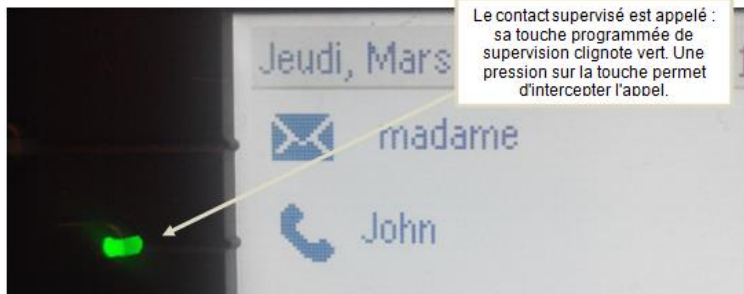 Le contact supervisé est appelé :
sa touche programmée de
supervision clignote vert. Une
pression sur la touche permet
d'intercepter l'appel.
Jeudi, Mars
madame
John